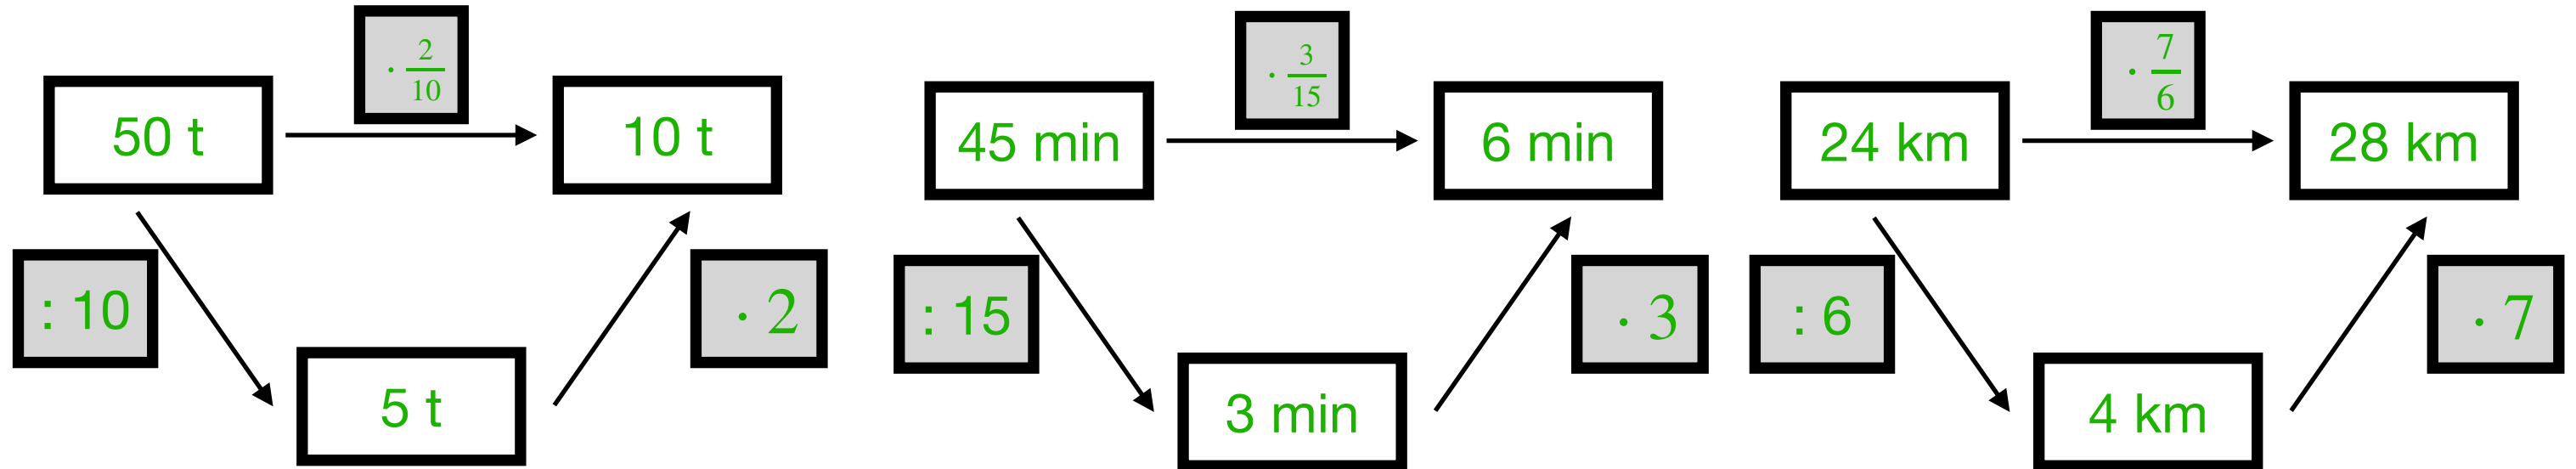 · 2/10
50 t
10 t
: 10
· 2
5 t
· 3/15
45 min
6 min
: 15
· 3
3 min
· 7/6
24 km
28 km
: 6
· 7
4 km